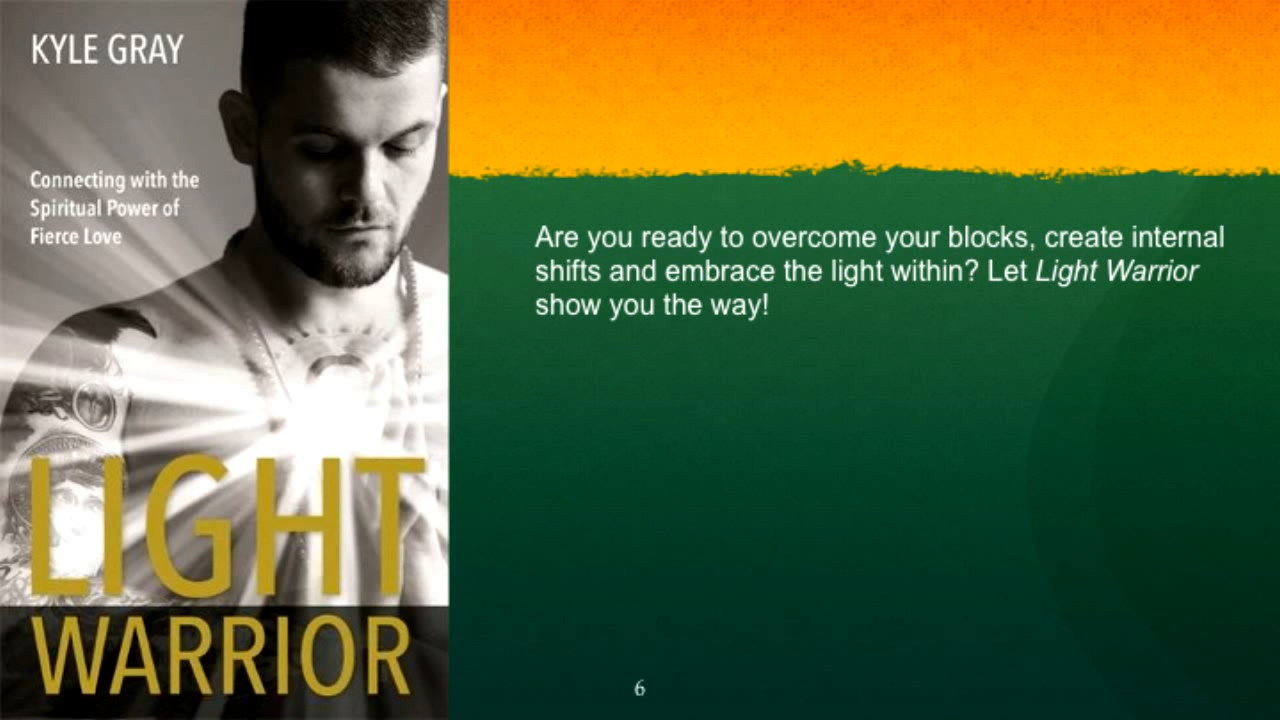 KYLE GRAY
Connecting with the
Spiritual Power of
Fierce Love
LIGHT
WARRIOR
Are you ready to overcome your blocks, create internal
shifts and embrace the light within? Let Light Warrior
show you the way!
6